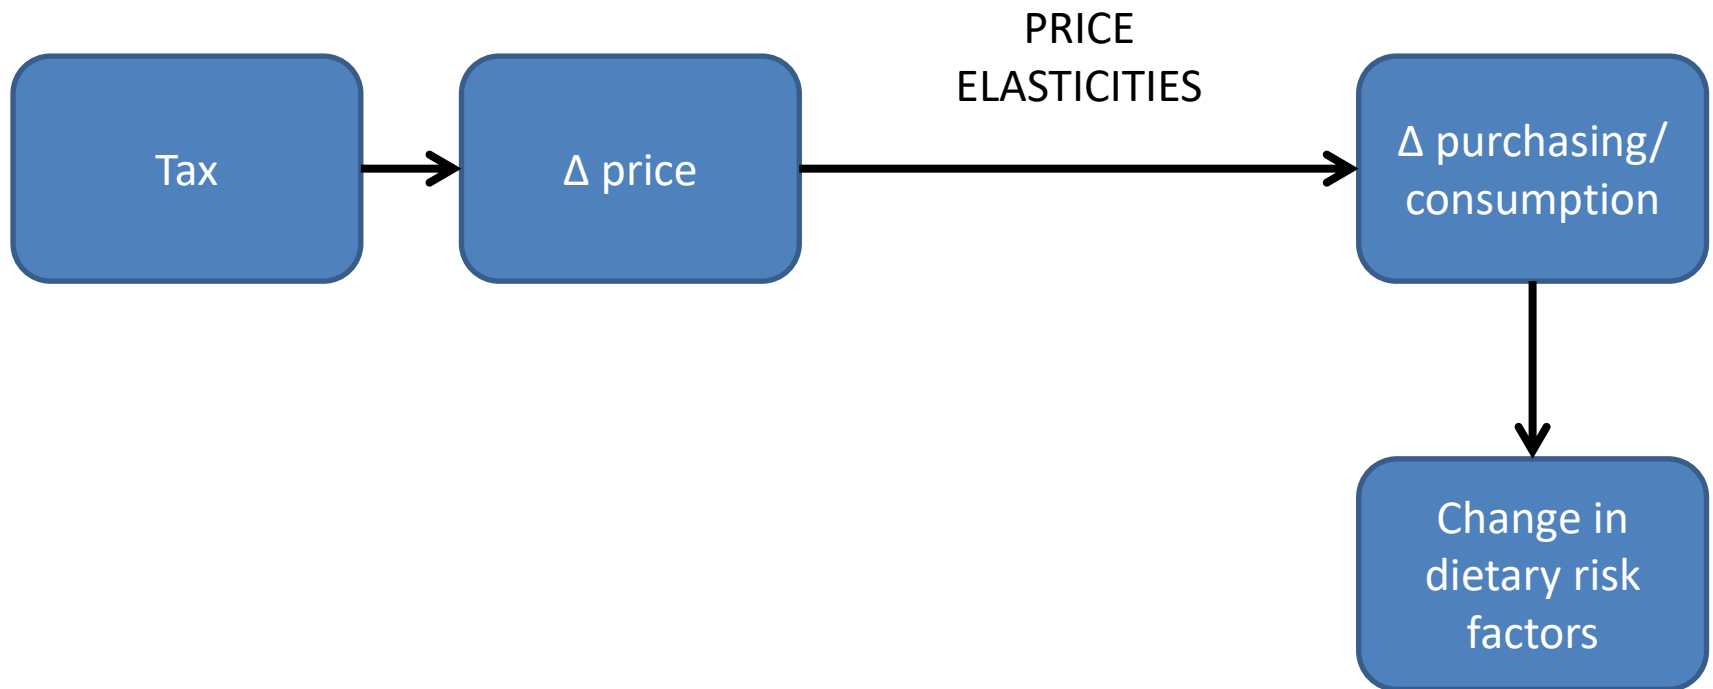 PRICE
ELASTICITIES
Tax
Δ price
Δ purchasing/
consumption
Change in
dietary risk
factors